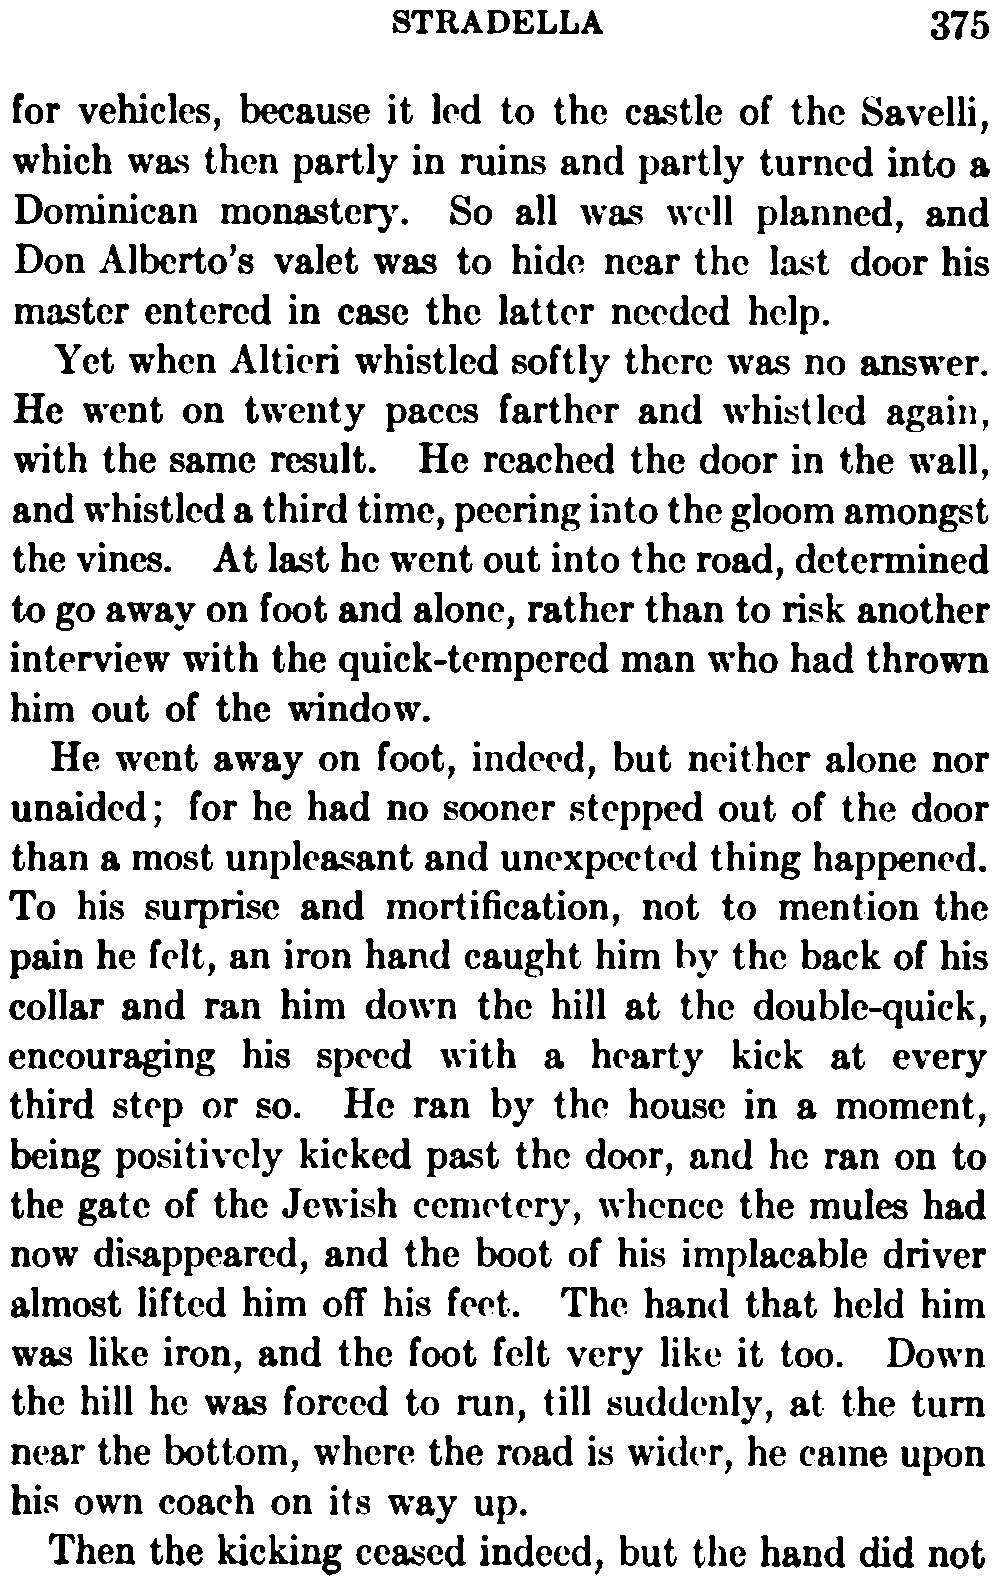 STRADELLA 375
for vehicles, because it led to the castle of the Savelli,
which was then partly in ruins and partly turned into a
Dominican monastery. So all was well planned, and
Don Alberto's valet was to hide near the last door his
master entered in case the latter needed help.
Yet when Altieri whistled softly there was no answer.
He went on twenty paces farther and whistled again,
with the same result. He reached the door in the wall,
and whistled a third time, peering into the gloom amongst
the vines. At last he went out into the road, determined
to go away on foot and alone, rather than to risk another
interview with the quick-tempered man who had thrown
him out of the window.
He went away on foot, indeed, but neither alone nor
unaided; for he had no sooner stepped out of the door
than a most unpleasant and unexpected thing happened.
To his surprise and mortification, not to mention the
pain he felt, an iron hand caught him by the back of his
collar and ran him down the hill at the double-quick,
encouraging his speed with a hearty kick at every
third step or so. He ran by the house in a moment,
being positively kicked past the door, and he ran on to
the gate of the Jewish cemetery, whence the mules had
now disappeared, and the boot of his implacable driver
almost lifted him off his feet. The hand that held him
was like iron, and the foot felt very like it too. Down
the hill he was forced to run, till suddenly, at the turn
near the bottom, where the road is wider, he came upon
his own coach on its way up.
Then the kicking ceased indeed, but the hand did not